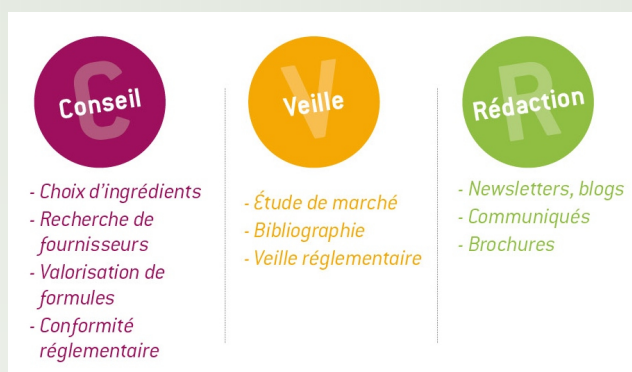 C
Conseil
- Choix d'ingrédients
- Recherche de
fournisseurs
- Valorisation de
formules
- Conformité
réglementaire
V
Veille
- Étude de marché
- Bibliographie
- Veille réglementaire
R
Rédaction
- Newsletters, blogs
- Communiqués
- Brochures